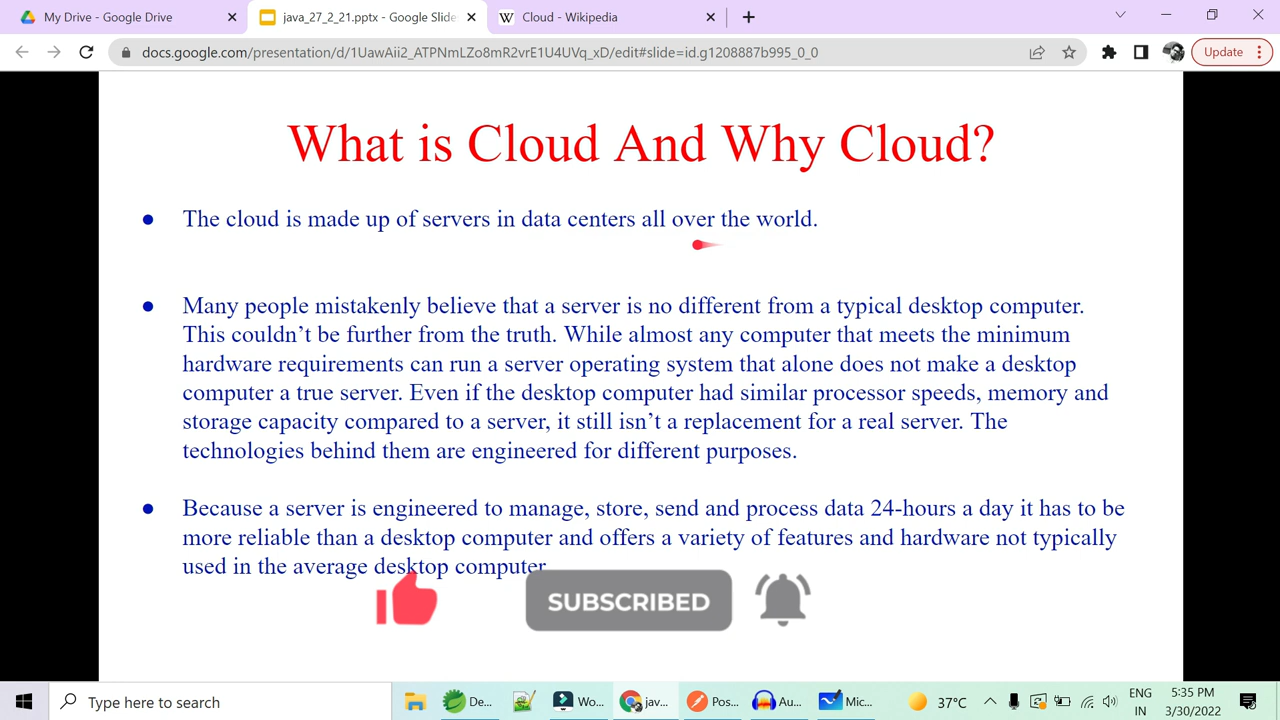 My Drive - Google Drive
java_27_2_21.pptx - Google Slide
Cloud - Wikipedia
docs.google.com/presentation/d/1UawAii2_ATPNmLZo8mR2vrE1U4UVq_xD/edit#slide=id.g1208887b995_0_0
Update
What is Cloud And Why Cloud?
● The cloud is made up of servers in data centers all over the world.
● Many people mistakenly believe that a server is no different from a typical desktop computer.
This couldn't be further from the truth. While almost any computer that meets the minimum
hardware requirements can run a server operating system that alone does not make a desktop
computer a true server. Even if the desktop computer had similar processor speeds, memory and
storage capacity compared to a server, it still isn't a replacement for a real server. The
technologies behind them are engineered for different purposes.
● Because a server is engineered to manage, store, send and process data 24-hours a day it has to be
more reliable than a desktop computer and offers a variety of features and hardware not typically
used in the average desktop computer.
SUBSCRIBED
Type here to search
De...
Wo...
jav...
Pos...
Au...
Mic...
37°C
ENG
IN
5:35 PM
3/30/2022